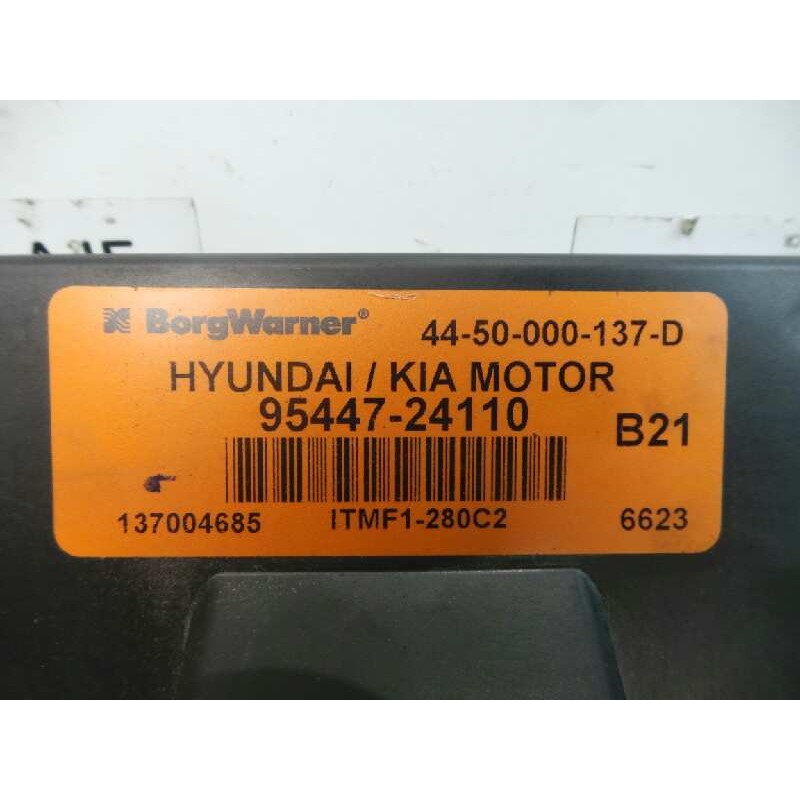 BorgWarner® 44-50-000-137-D
HYUNDAI / KIA MOTOR
95447-24110
B21
137004685 ITMF1-280C2 6623